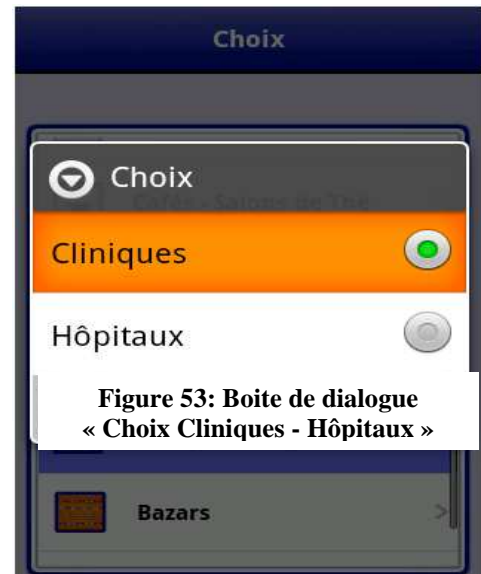 Choix
Choix
Cafés - Salons de Thé
Cliniques
Hôpitaux
Figure 53: Boite de dialogue
« Choix Cliniques - Hôpitaux »
Bazars